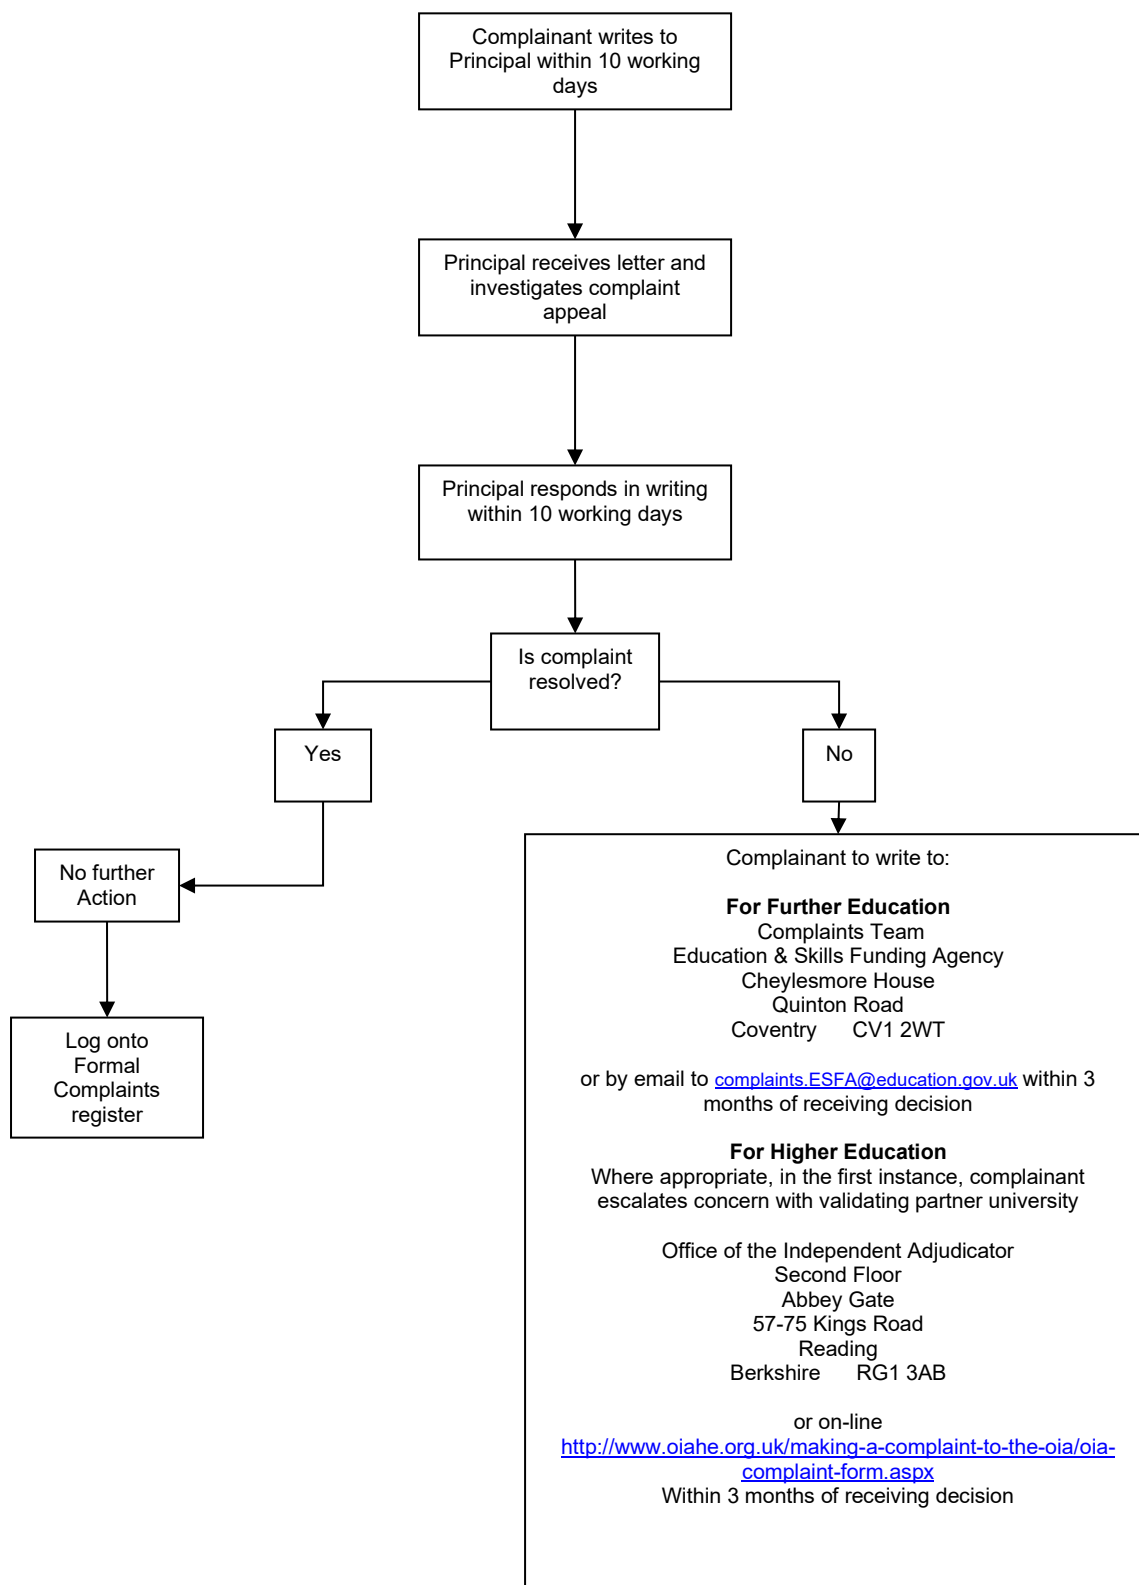 Complainant writes to
Principal within 10 working
days
Principal receives letter and
investigates complaint
appeal
Principal responds in writing
within 10 working days
Is complaint
resolved?
Yes
No
No further
Action
Log onto
Formal
Complaints
register
Complainant to write to:
For Further Education
Complaints Team
Education & Skills Funding Agency
Cheylesmore House
Quinton Road
Coventry CV1 2WT
or by email to complaints.ESFA@education.gov.uk within 3
months of receiving decision
For Higher Education
Where appropriate, in the first instance, complainant
escalates concern with validating partner university
Office of the Independent Adjudicator
Second Floor
Abbey Gate
57-75 Kings Road
Reading
Berkshire RG1 3AB
or on-line
http://www.oiahe.org.uk/making-a-complaint-to-the-oia/oia-
complaint-form.aspx
Within 3 months of receiving decision